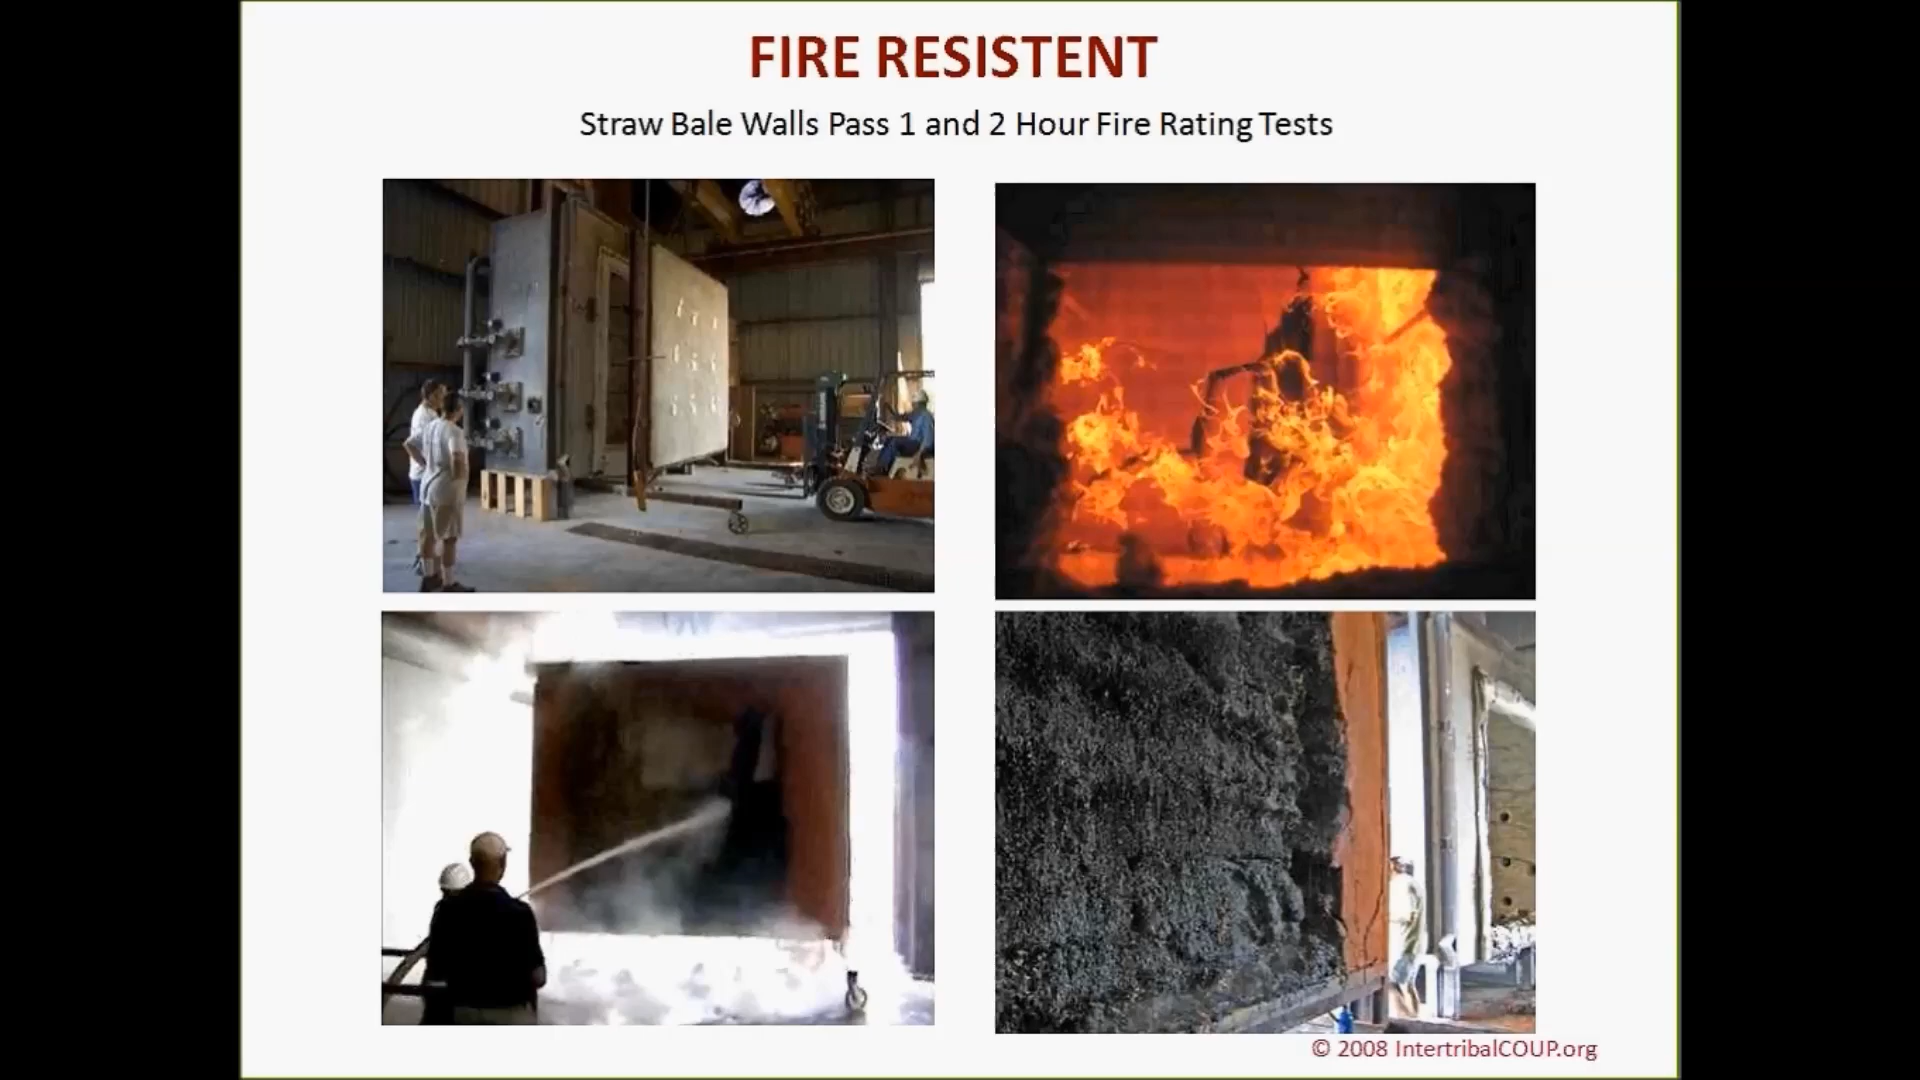 FIRE RESISTENT
Straw Bale Walls Pass 1 and 2 Hour Fire Rating Tests
© 2008 IntertribalCOUP.org